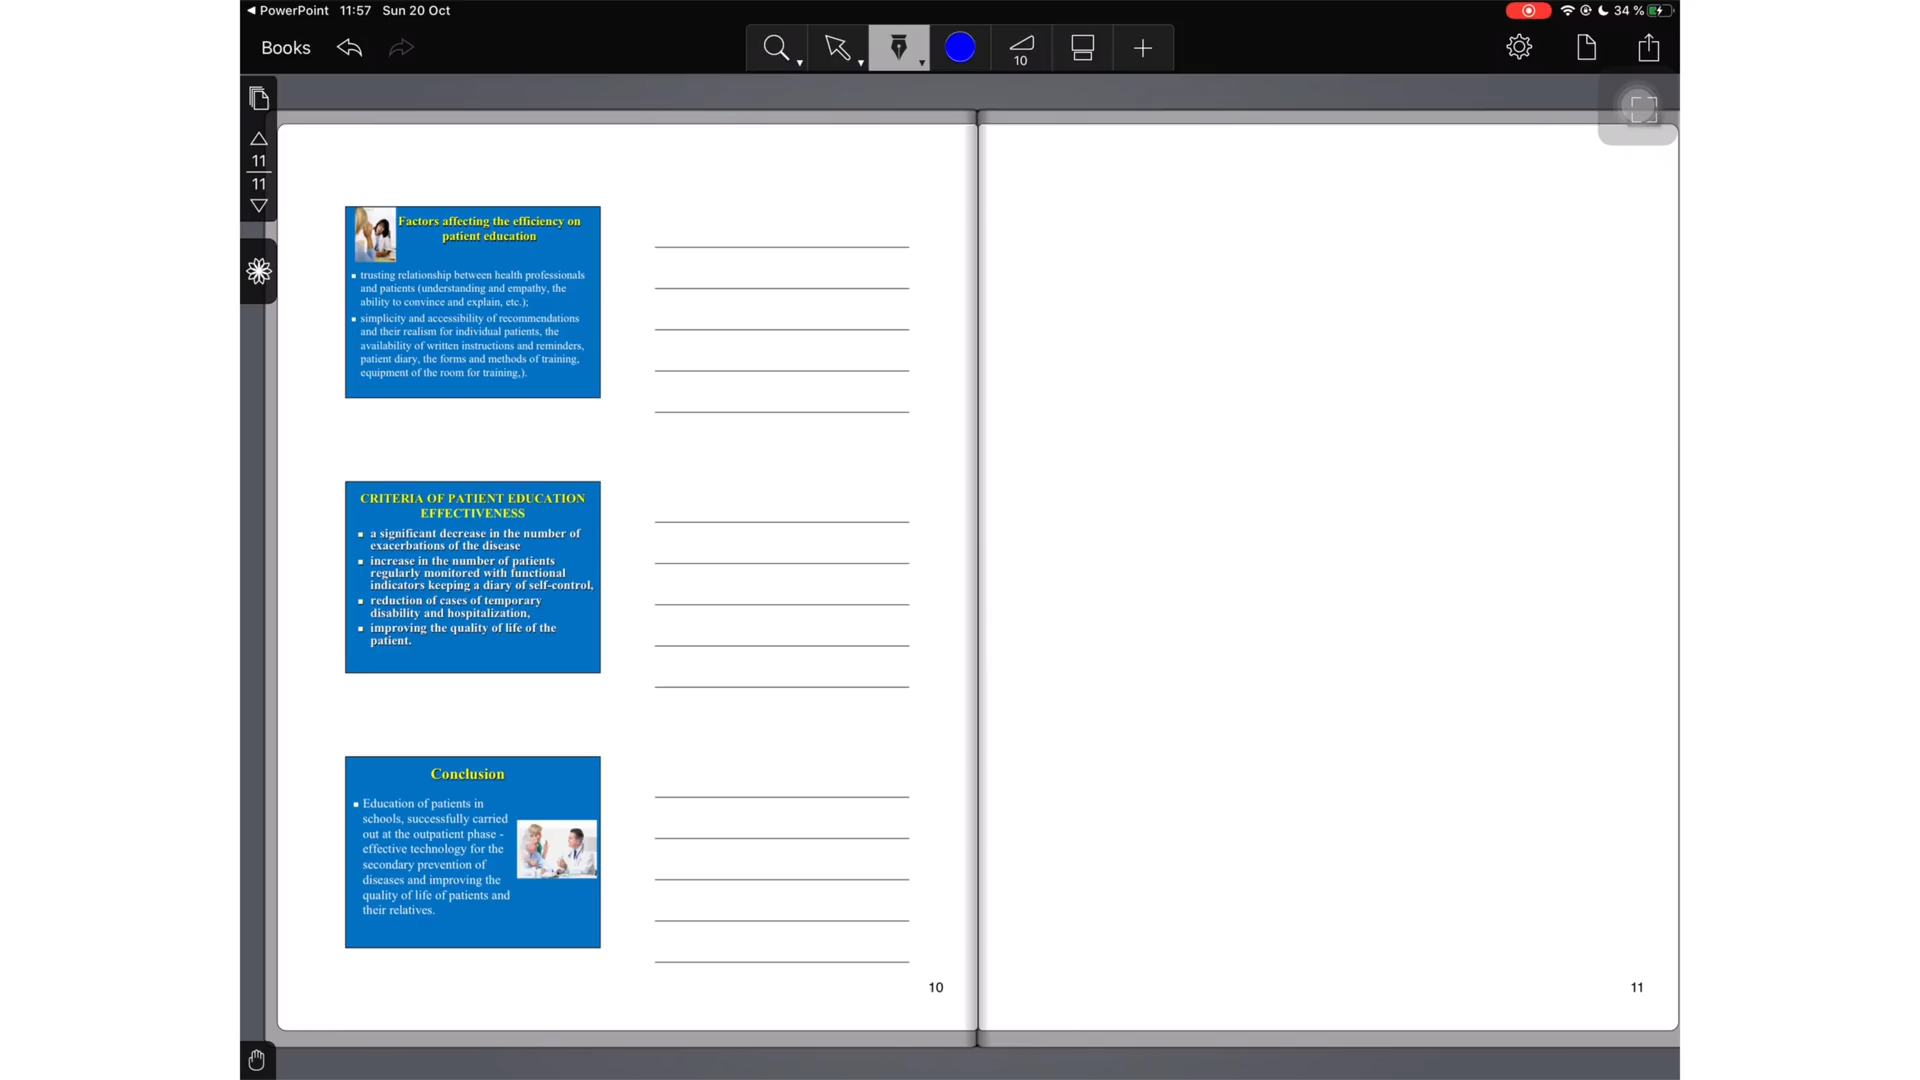 PowerPoint 11:57 Sun 20 Oct
34 %
Books
10
11
11
Factors affecting the efficiency on
patient education
trusting relationship between health professionals
and patients (understanding and empathy, the
ability to convince and explain, etc.);
simplicity and accessibility of recommendations
and their realism for individual patients, the
availability of written instructions and reminders,
patient diary, the forms and methods of training,
equipment of the room for training,).
CRITERIA OF PATIENT EDUCATION
EFFECTIVENESS
a significant decrease in the number of
exacerbations of the disease
increase in the number of patients
regularly monitored with functional
indicators keeping a diary of self-control,
reduction of cases of temporary
disability and hospitalization,
improving the quality of life of the
patient.
Conclusion
Education of patients in
schools, successfully carried
out at the outpatient phase -
effective technology for the
secondary prevention of
diseases and improving the
quality of life of patients and
their relatives.
10
11